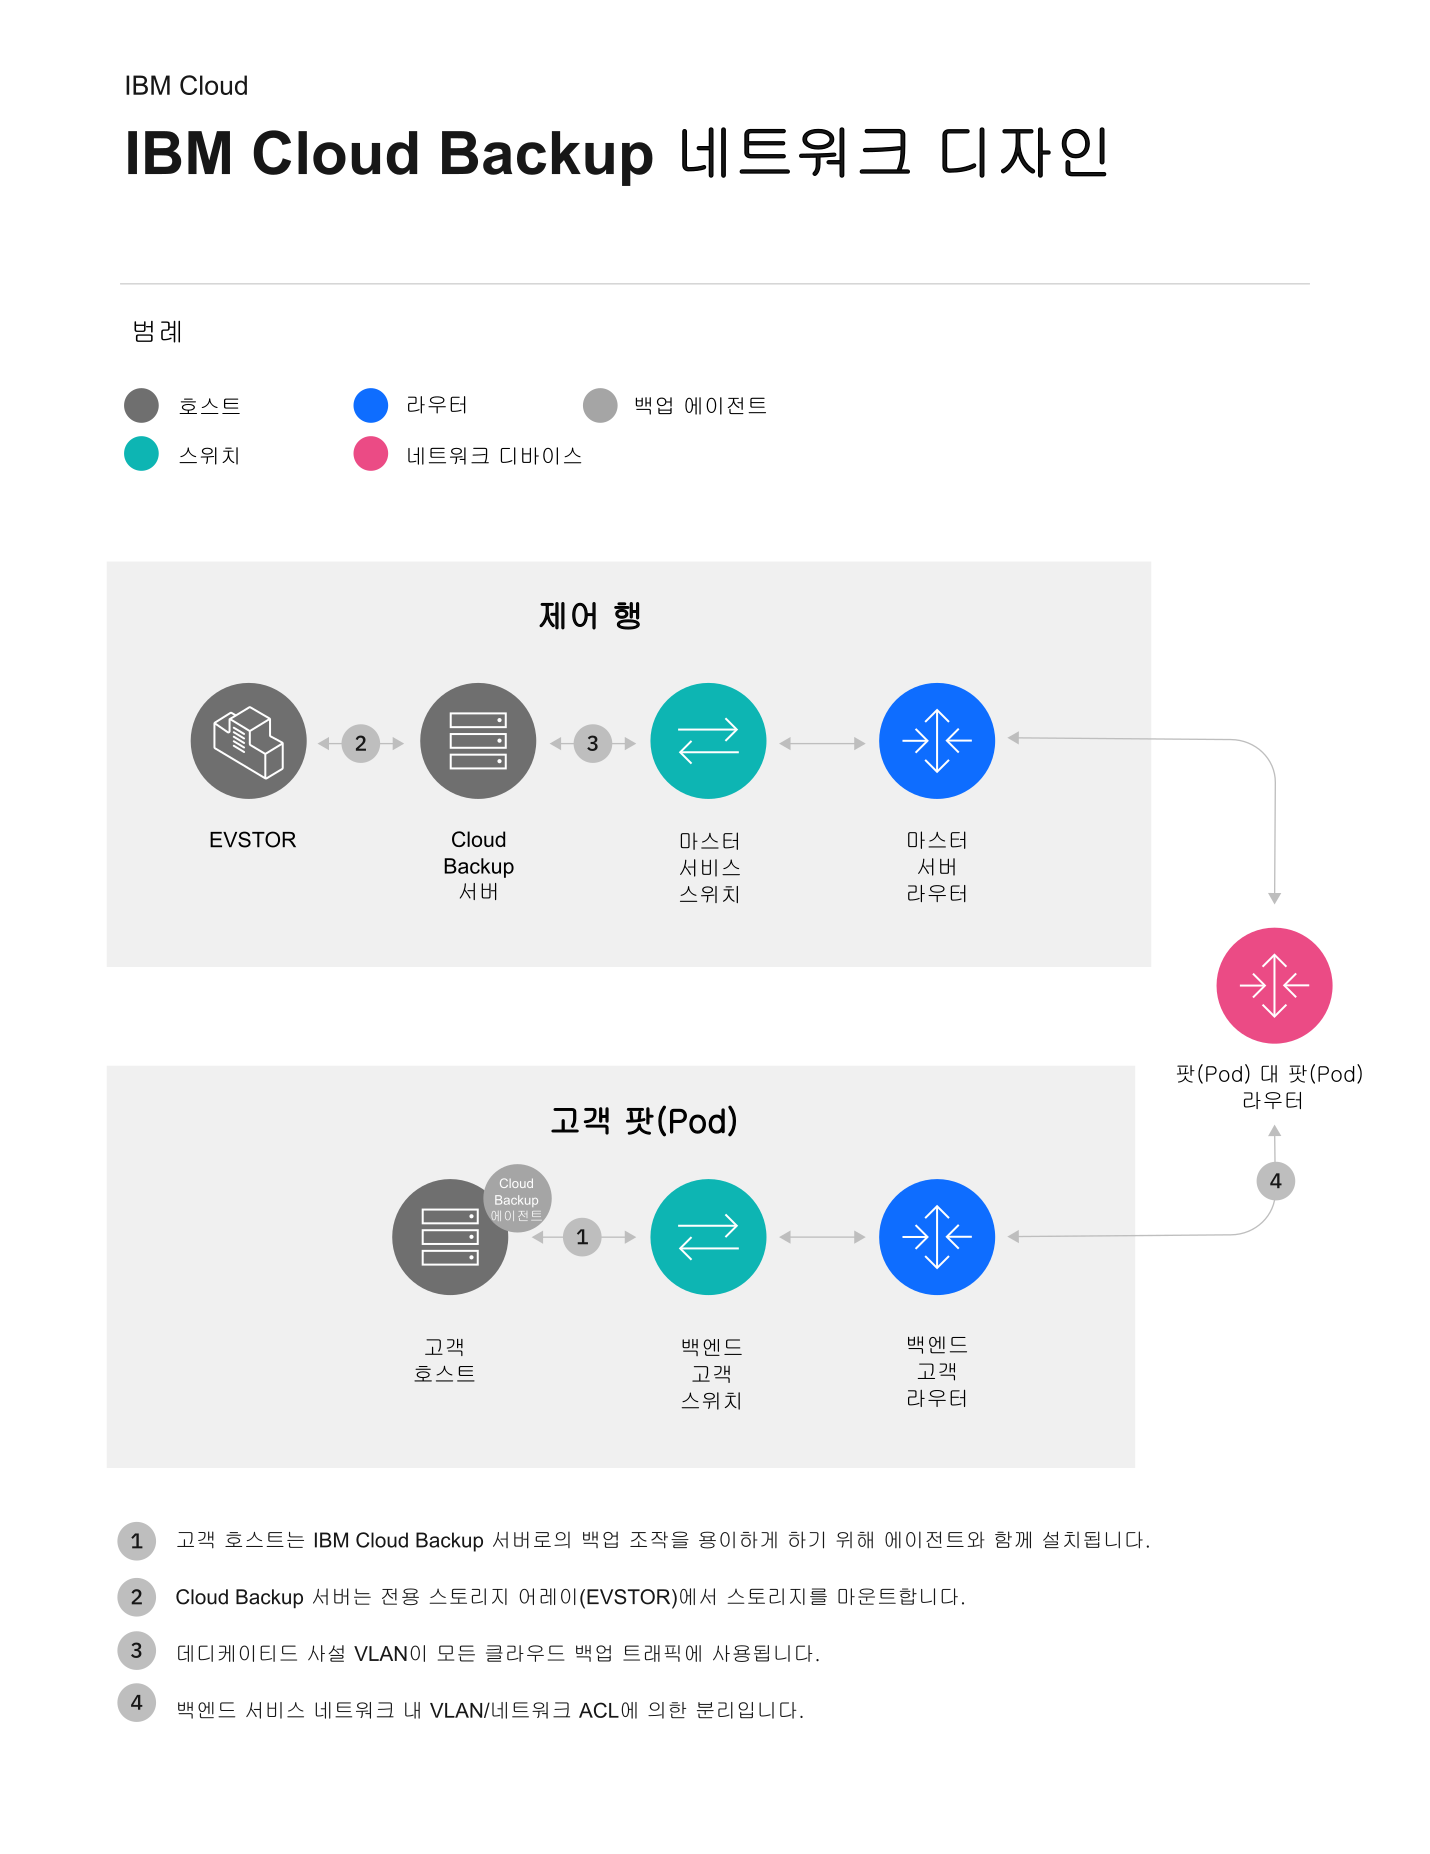 IBM Cloud
IBM Cloud Backup 네트워크 디자인
범례
호스트
라우터
백업 에이전트
스위치
네트워크 디바이스
제어 행
2
3
EVSTOR
Cloud
Backup
서버
마스터
서비스
스위치
마스터
서버
라우터
팟(Pod) 대 팟(Pod)
라우터
4
고객 팟(Pod)
Cloud
Backup
에이전트
1
고객
호스트
백엔드
고객
스위치
백엔드
고객
라우터
1 고객 호스트는 IBM Cloud Backup 서버로의 백업 조작을 용이하게 하기 위해 에이전트와 함께 설치됩니다.
2 Cloud Backup 서버는 전용 스토리지 어레이(EVSTOR)에서 스토리지를 마운트합니다.
3 데디케이티드 사설 VLAN이 모든 클라우드 백업 트래픽에 사용됩니다.
4 백엔드 서비스 네트워크 내 VLAN/네트워크 ACL에 의한 분리입니다.